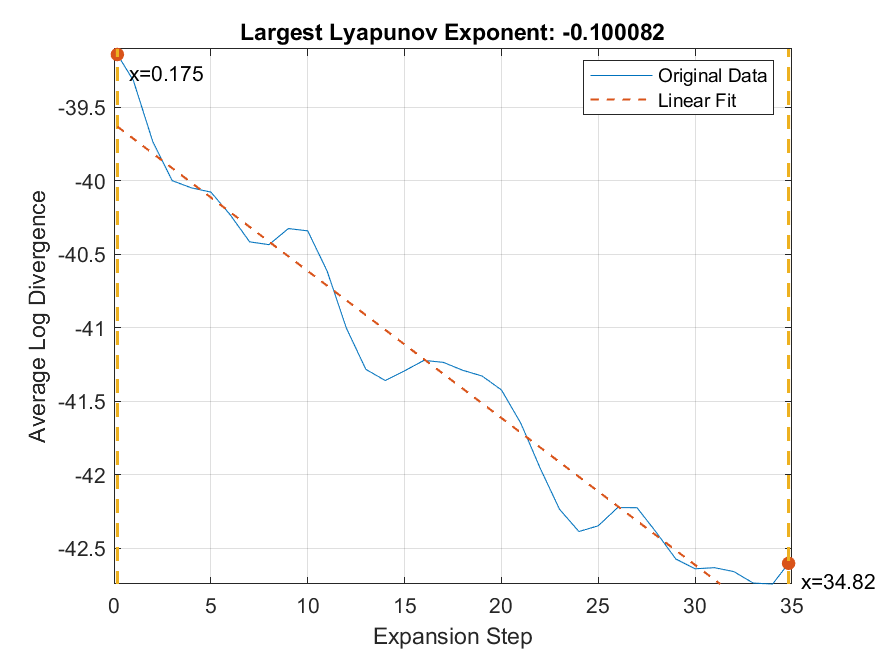 Largest Lyapunov Exponent: -0.100082
x=0.175
Original Data
Linear Fit
-39.5
-40
-40.5
-41
-41.5
-42
-42.5
Average Log Divergence
x=34.82
0 5 10 15 20 25 30 35
Expansion Step